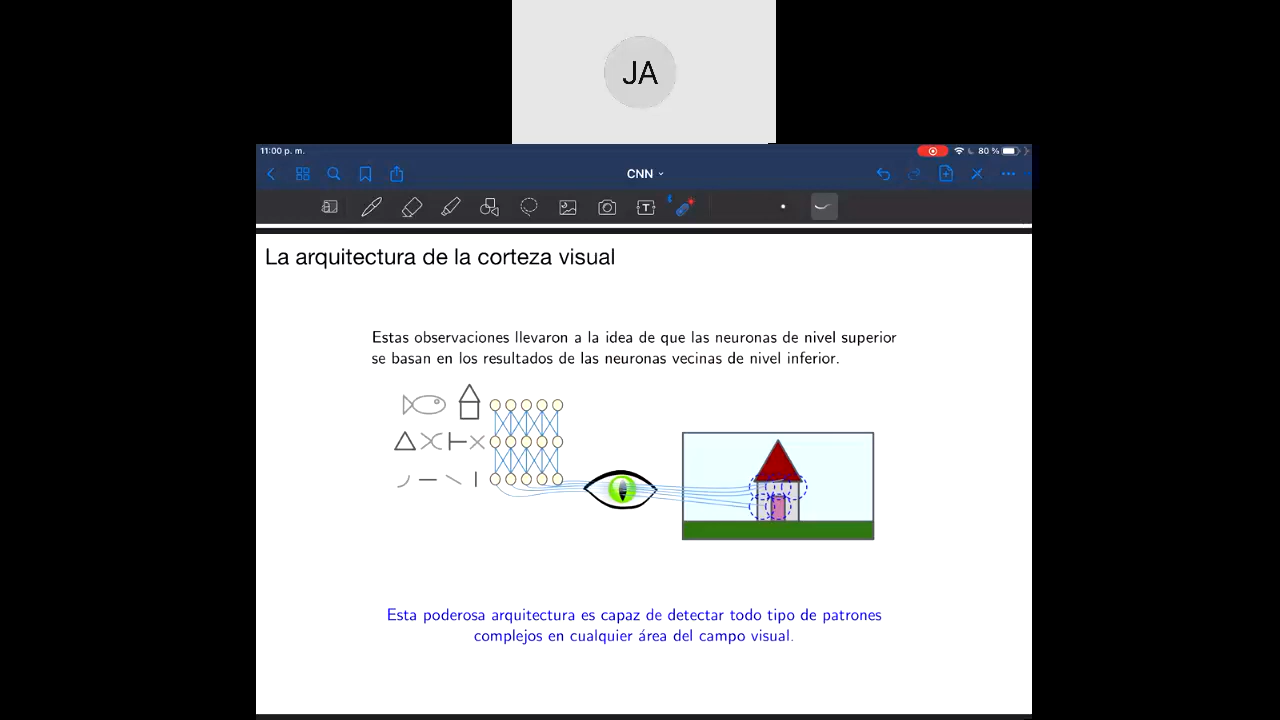 JA
11:00 p. m.
80 %
CNN
T
La arquitectura de la corteza visual
Estas observaciones llevaron a la idea de que las neuronas de nivel superior
se basan en los resultados de las neuronas vecinas de nivel inferior.
Esta poderosa arquitectura es capaz de detectar todo tipo de patrones
complejos en cualquier área del campo visual.